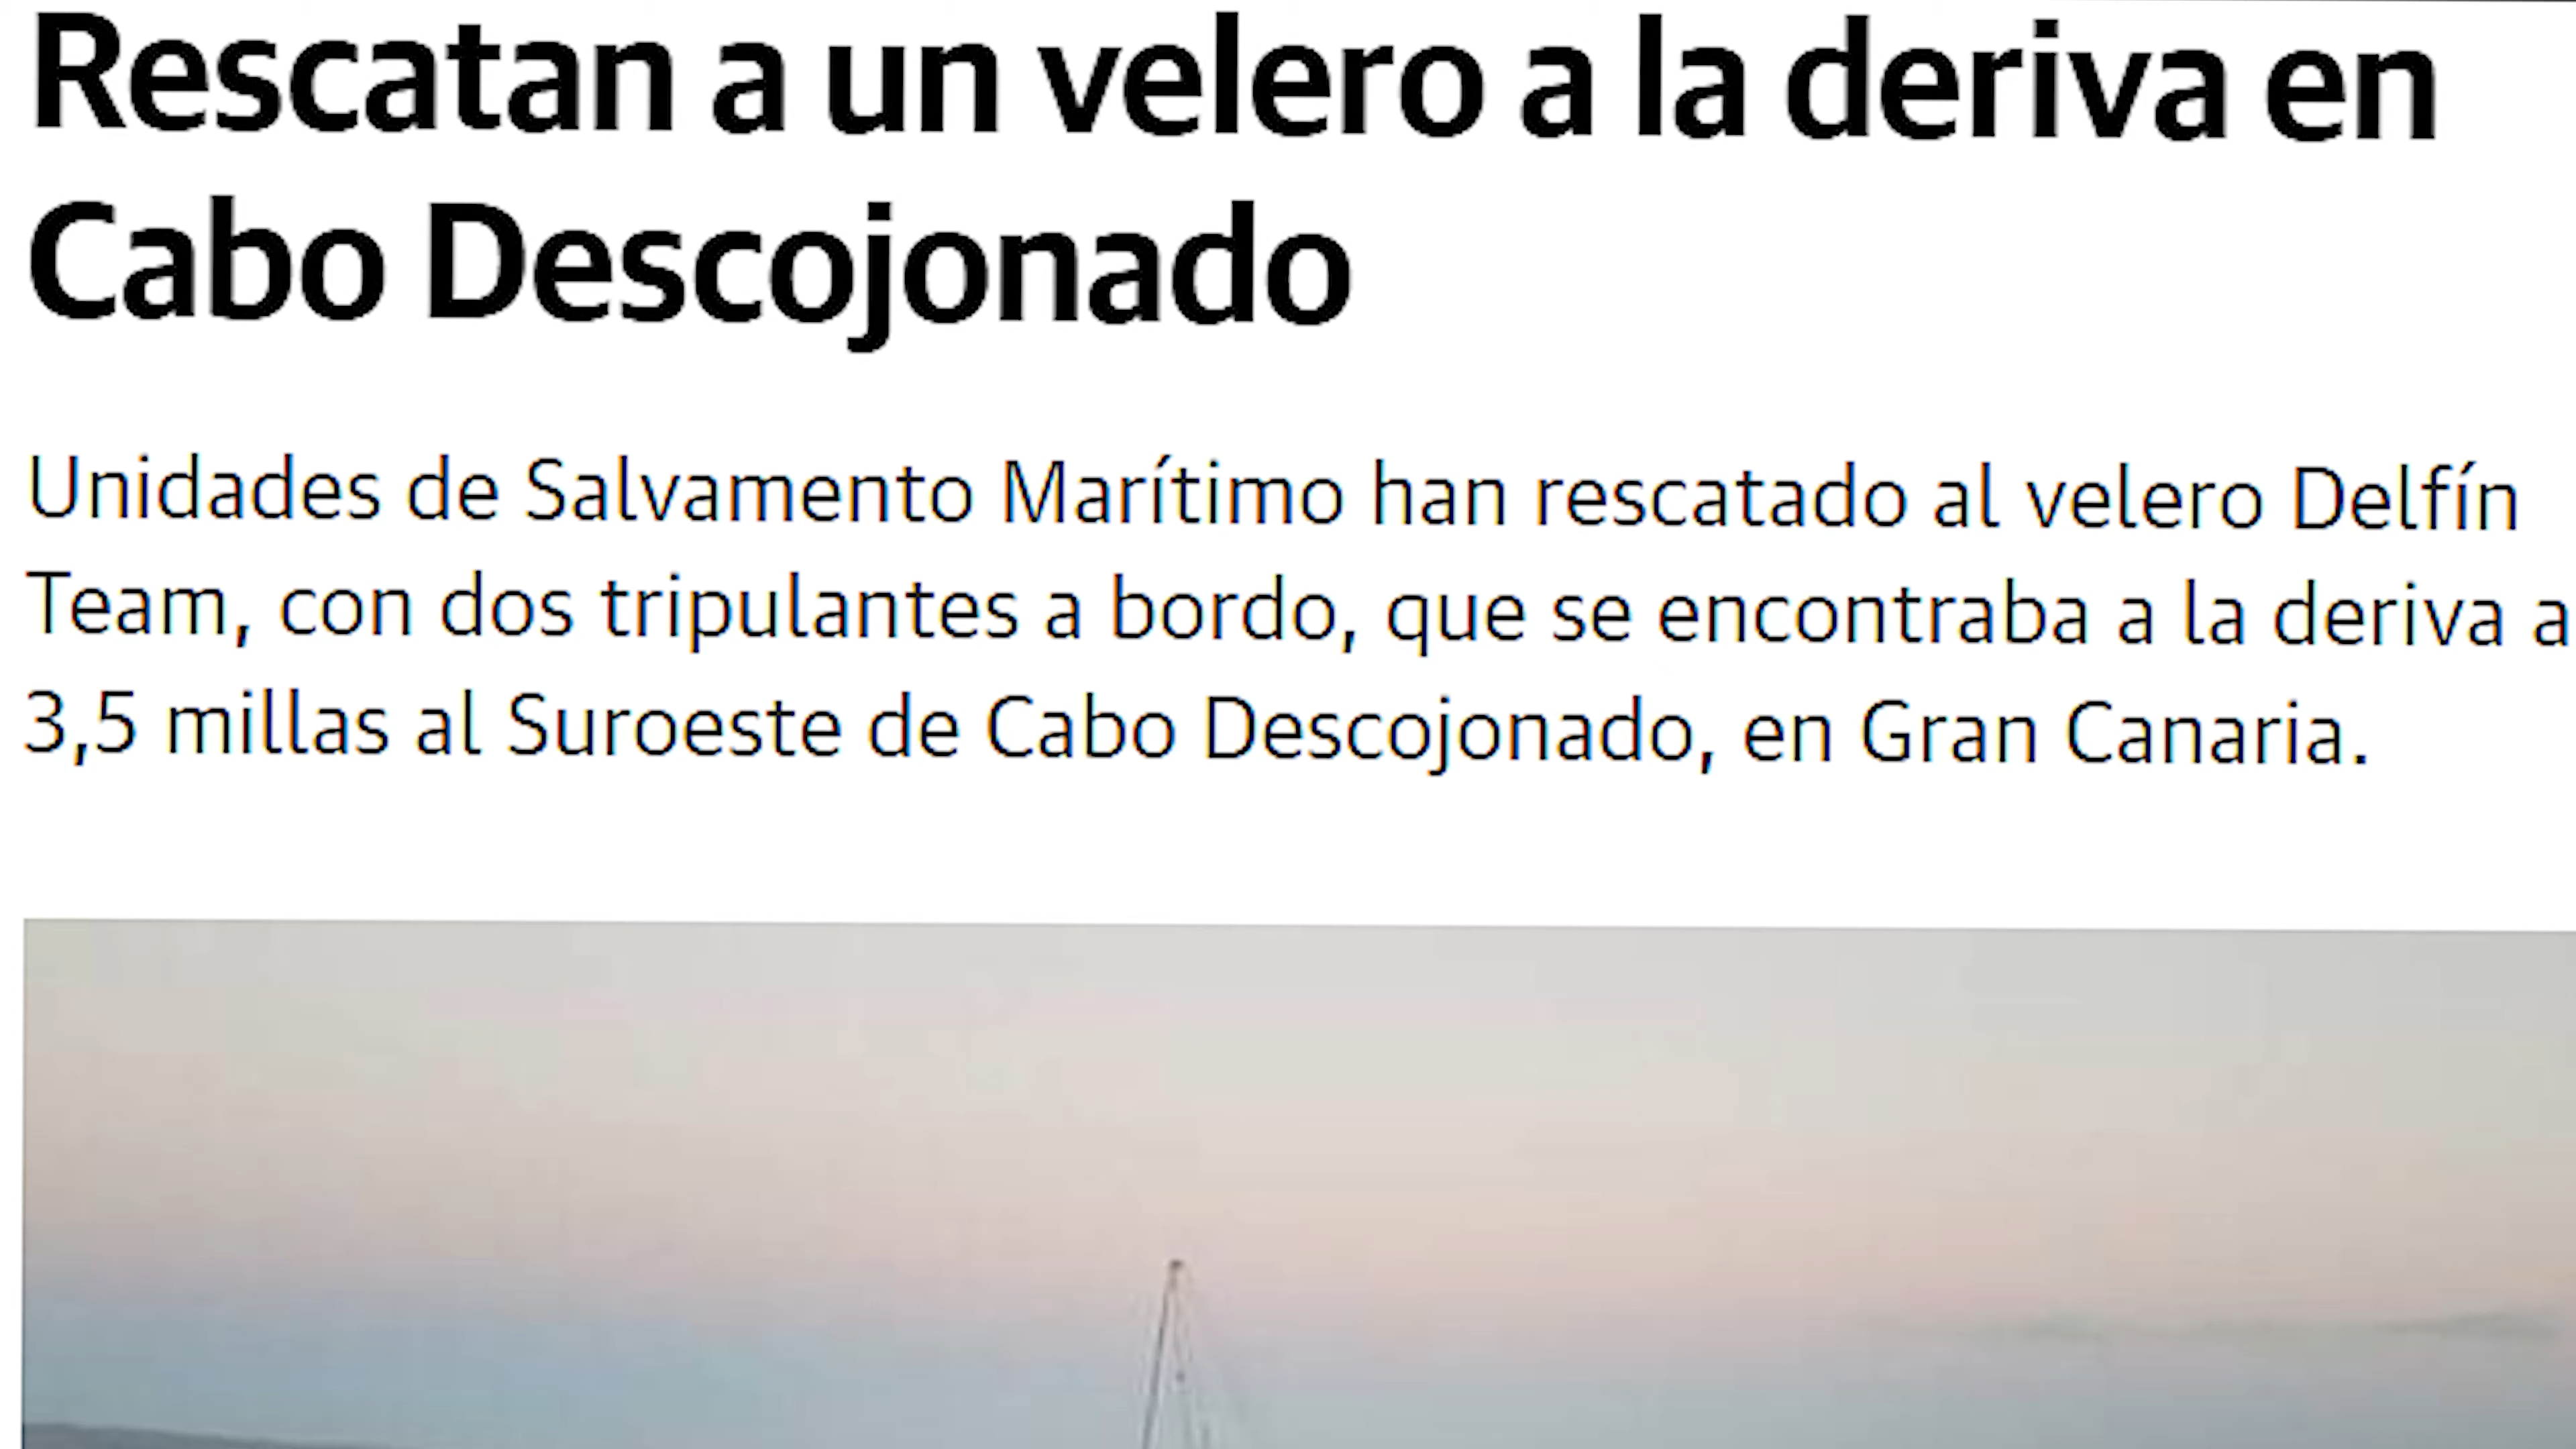 Rescatan a un velero a la deriva en
Cabo Descojonado
Unidades de Salvamento Marítimo han rescatado al velero Delfín
Team, con dos tripulantes a bordo, que se encontraba a la deriva a
3,5 millas al Suroeste de Cabo Descojonado, en Gran Canaria.